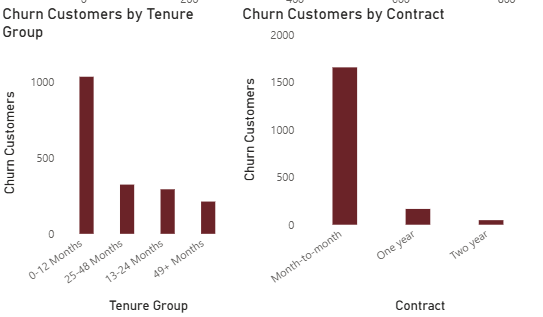 Churn Customers by Tenure
Group
Churn Customers
1000
500
0
0-12 Months
25-48 Months
13-24 Months
49+ Months
Tenure Group
Churn Customers by Contract
Churn Customers
2000
1500
1000
500
0
Month-to-month
One year
Two year
Contract